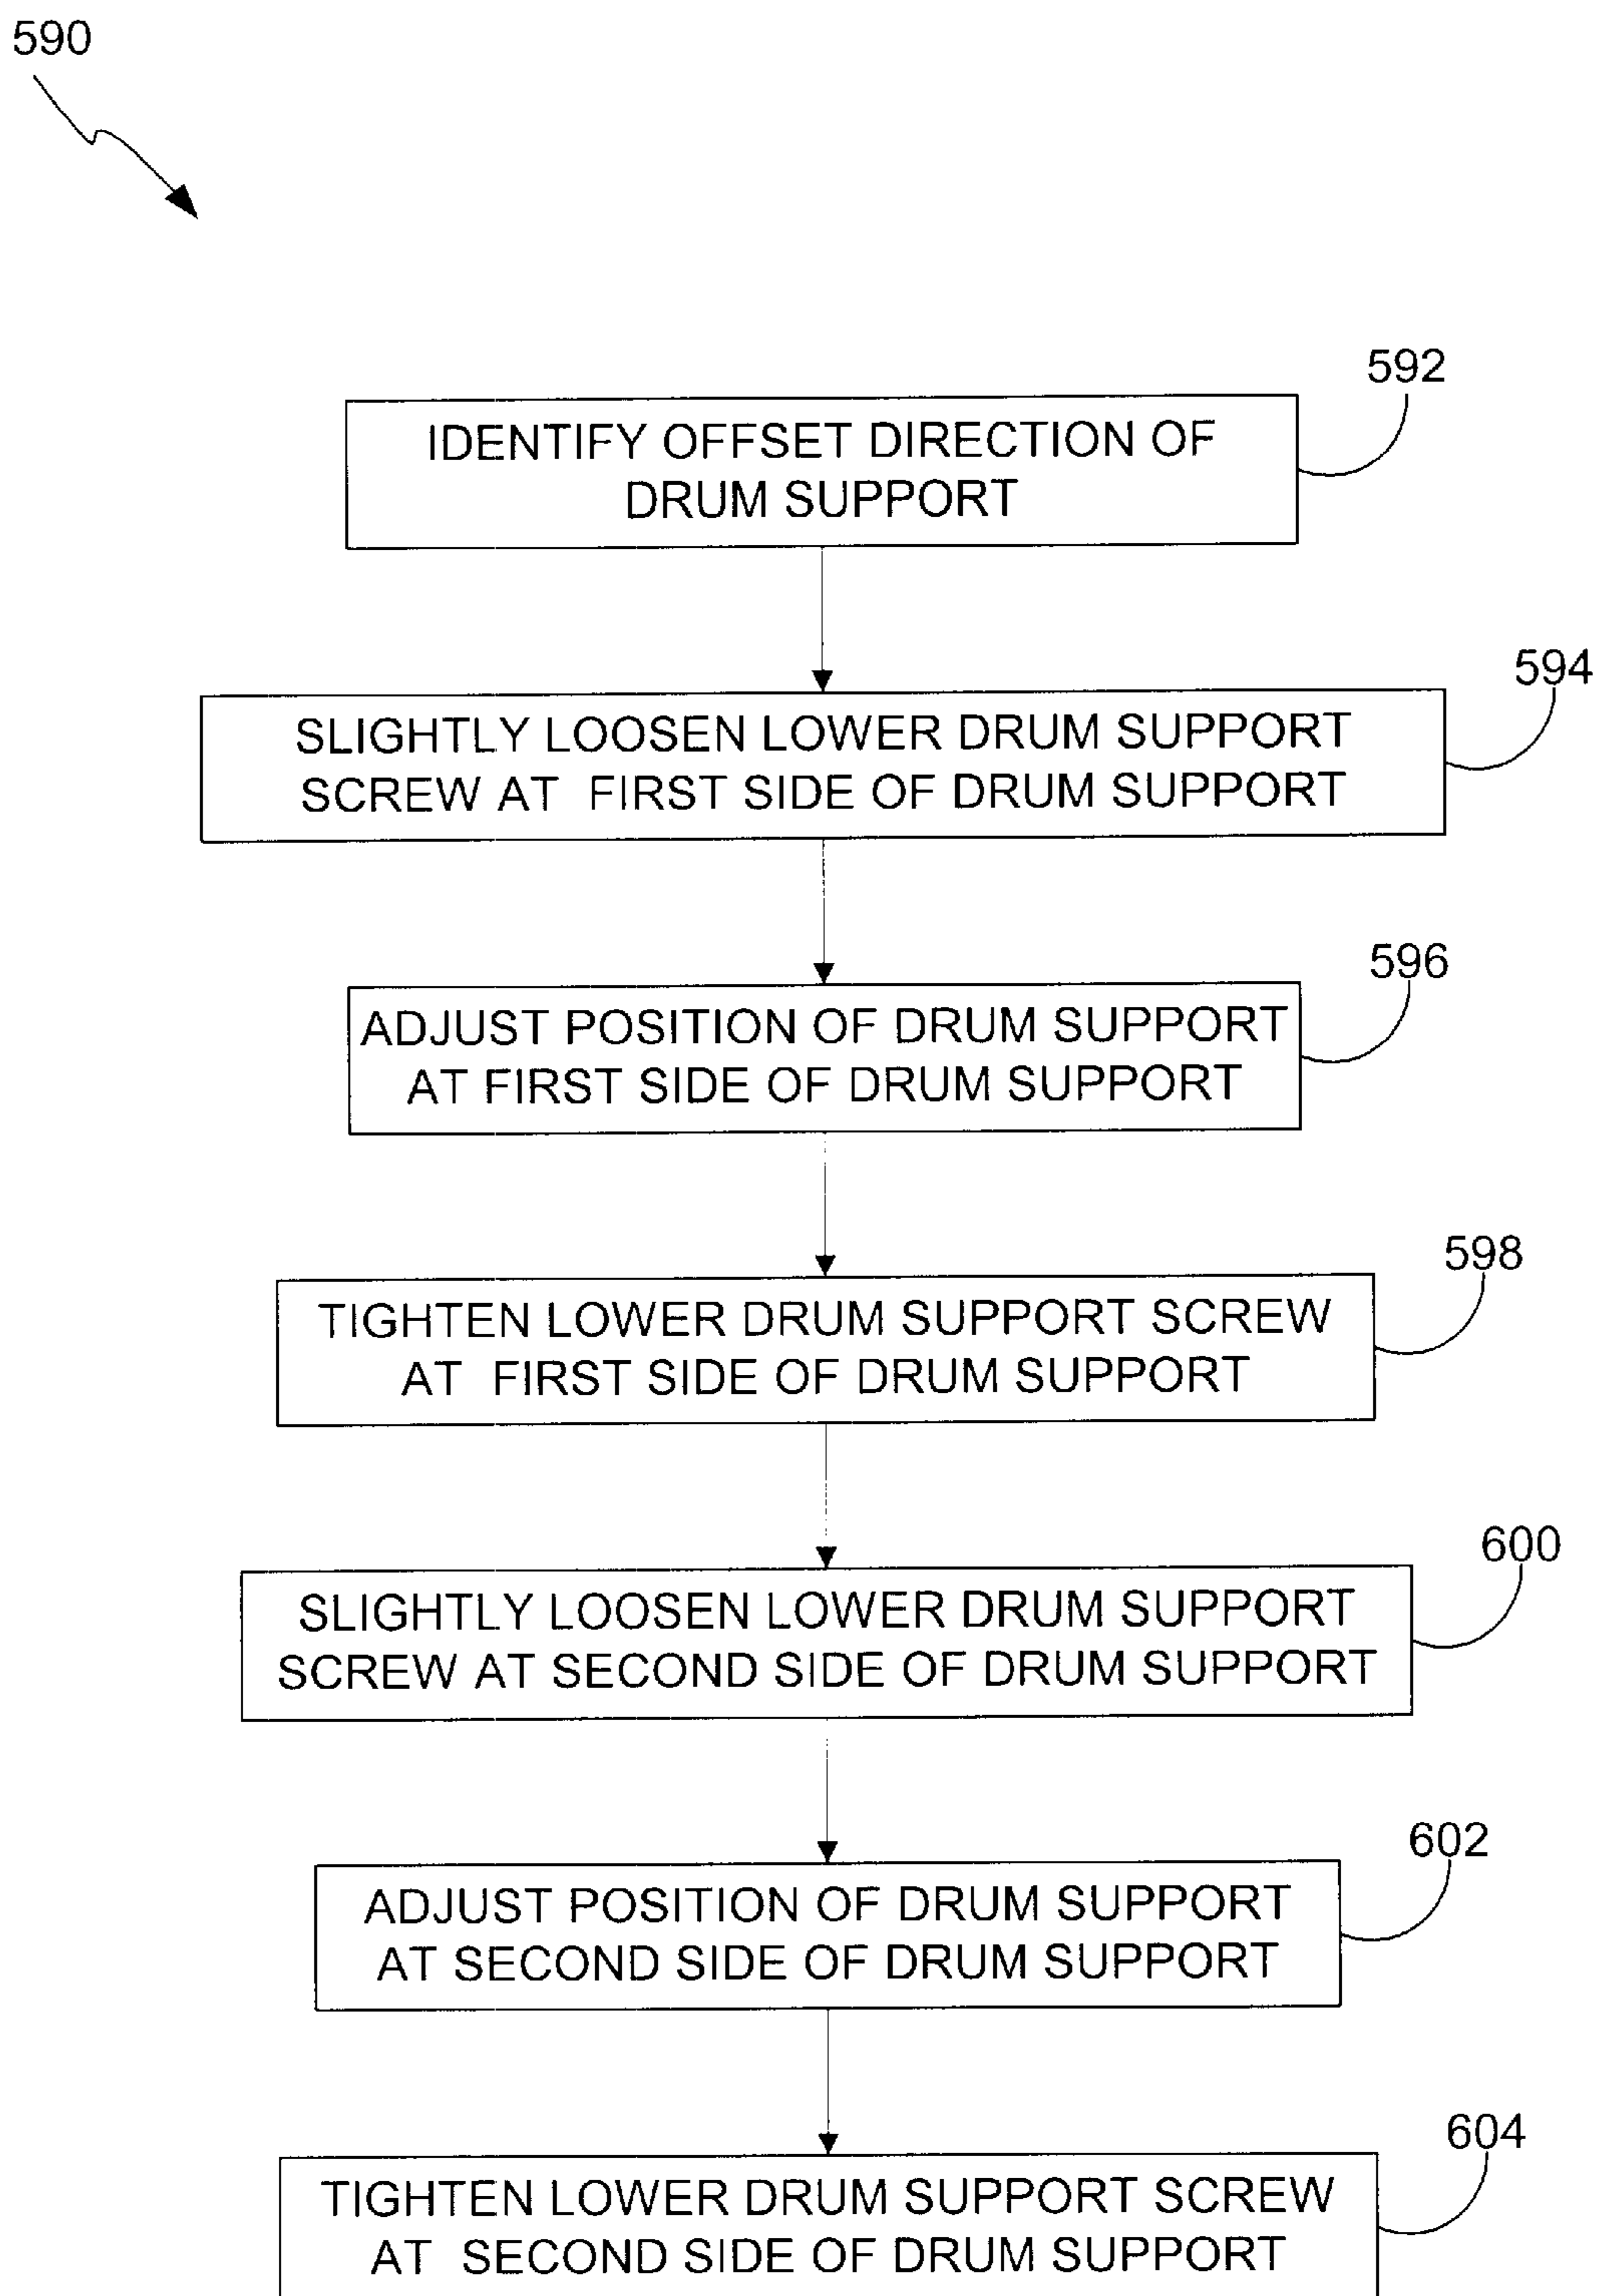 590
592
IDENTIFY OFFSET DIRECTION OF
DRUM SUPPORT
594
SLIGHTLY LOOSEN LOWER DRUM SUPPORT
SCREW AT FIRST SIDE OF DRUM SUPPORT
596
ADJUST POSITION OF DRUM SUPPORT
AT FIRST SIDE OF DRUM SUPPORT
598
TIGHTEN LOWER DRUM SUPPORT SCREW
AT FIRST SIDE OF DRUM SUPPORT
600
SLIGHTLY LOOSEN LOWER DRUM SUPPORT
SCREW AT SECOND SIDE OF DRUM SUPPORT
602
ADJUST POSITION OF DRUM SUPPORT
AT SECOND SIDE OF DRUM SUPPORT
604
TIGHTEN LOWER DRUM SUPPORT SCREW
AT SECOND SIDE OF DRUM SUPPORT